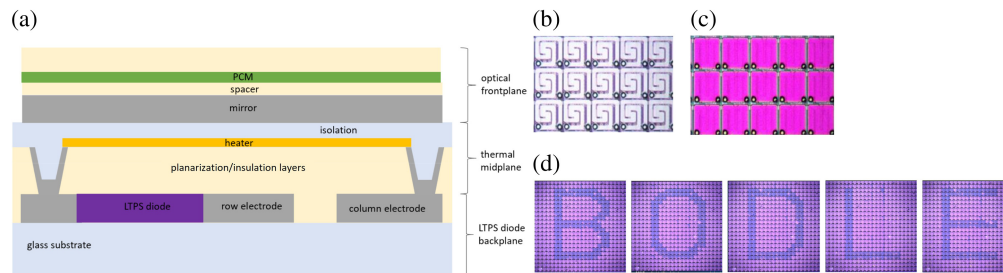 (a)
PCM
spacer
mirror
isolation
heater
planarization/insulation layers
LTPS diode
row electrode
column electrode
glass substrate
optical
frontplane
thermal
midplane
LTPS diode
backplane
(b)
(c)
(d)
B O D L E